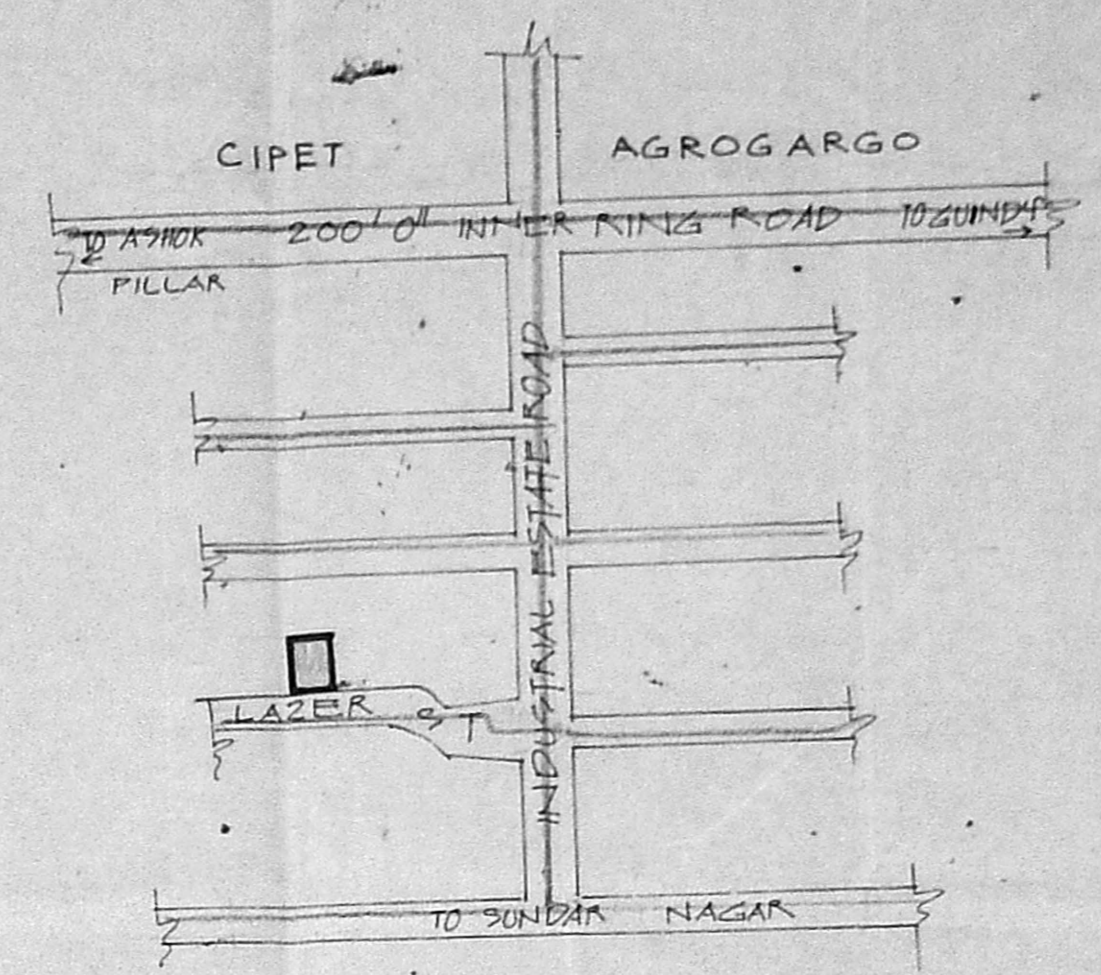 CIPET
AGROGARGO
TO ASHOK
PILLAR
200'0" INNER RING ROAD
TO GUINDY
INDUSTRIAL ESTATE ROAD
LAZER ST
TO SUNDAR NAGAR